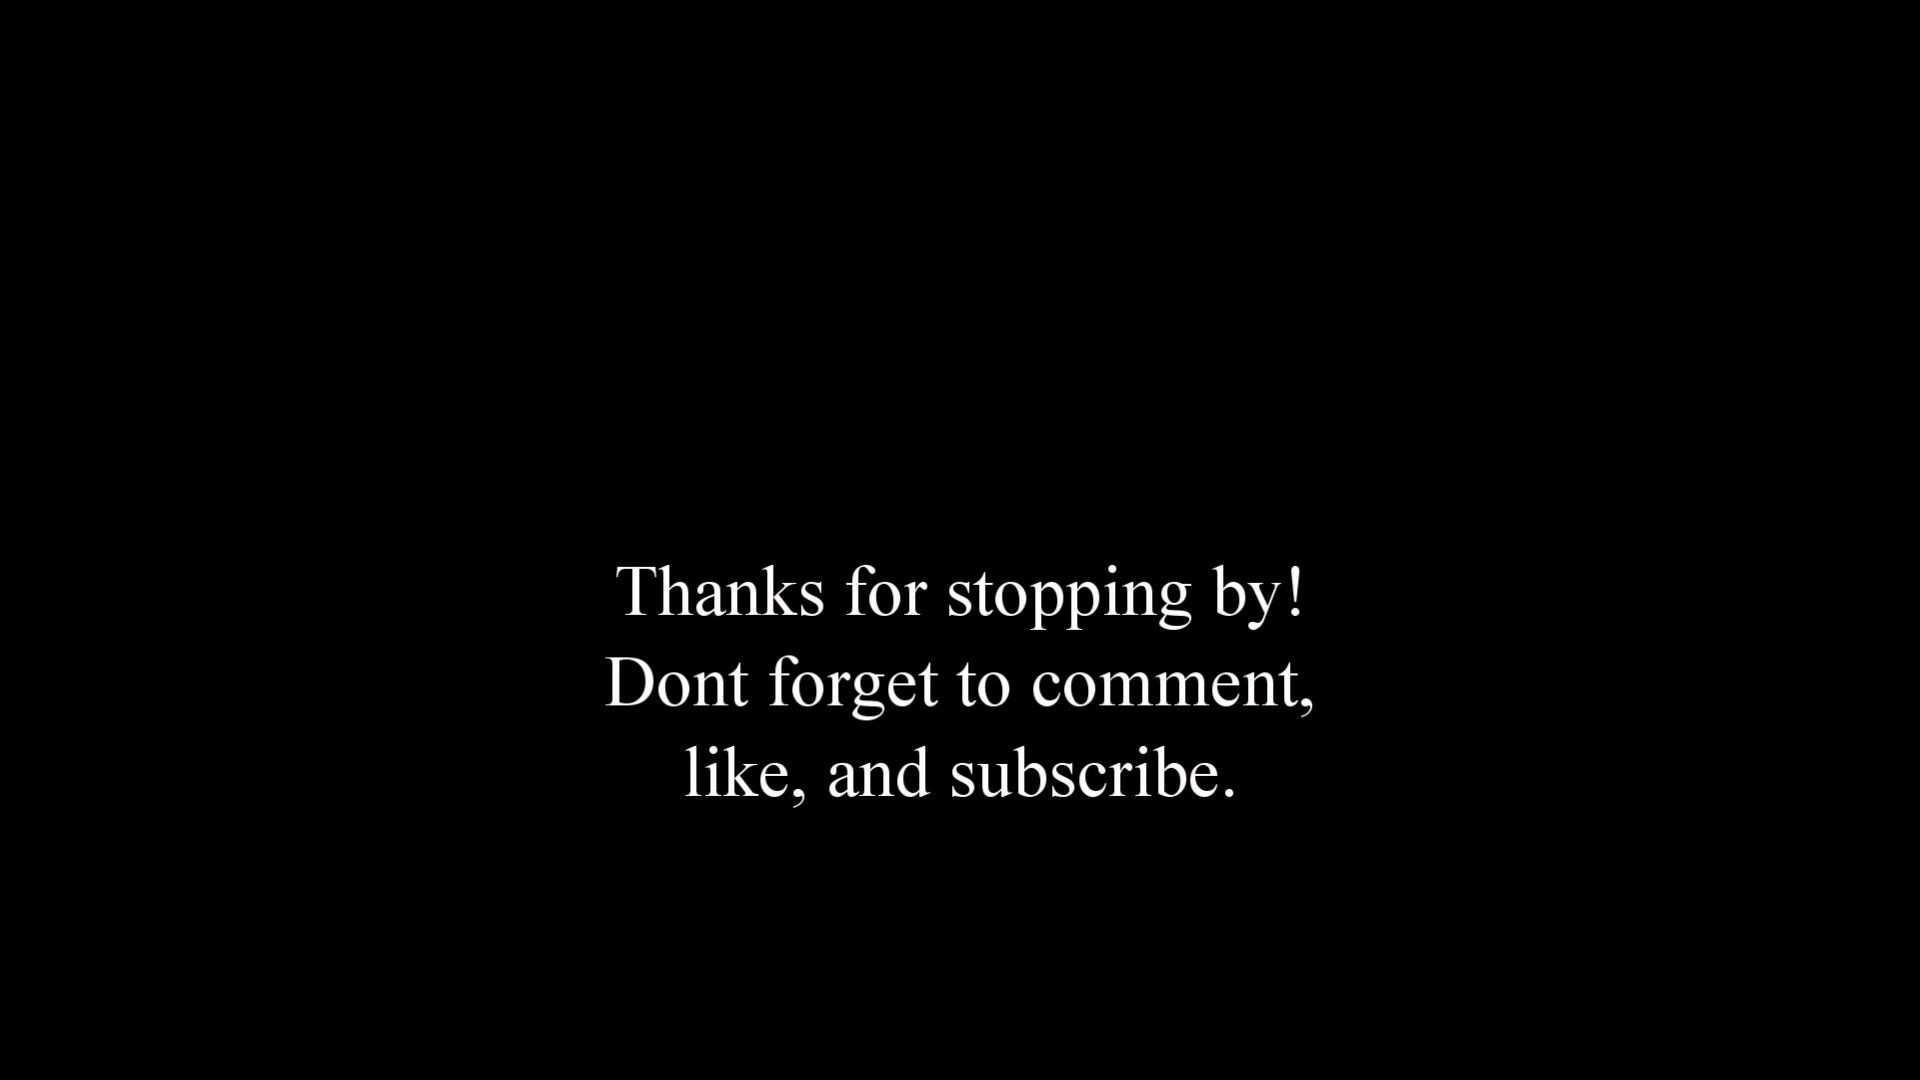 Thanks for stopping by!
Dont forget to comment,
like, and subscribe.